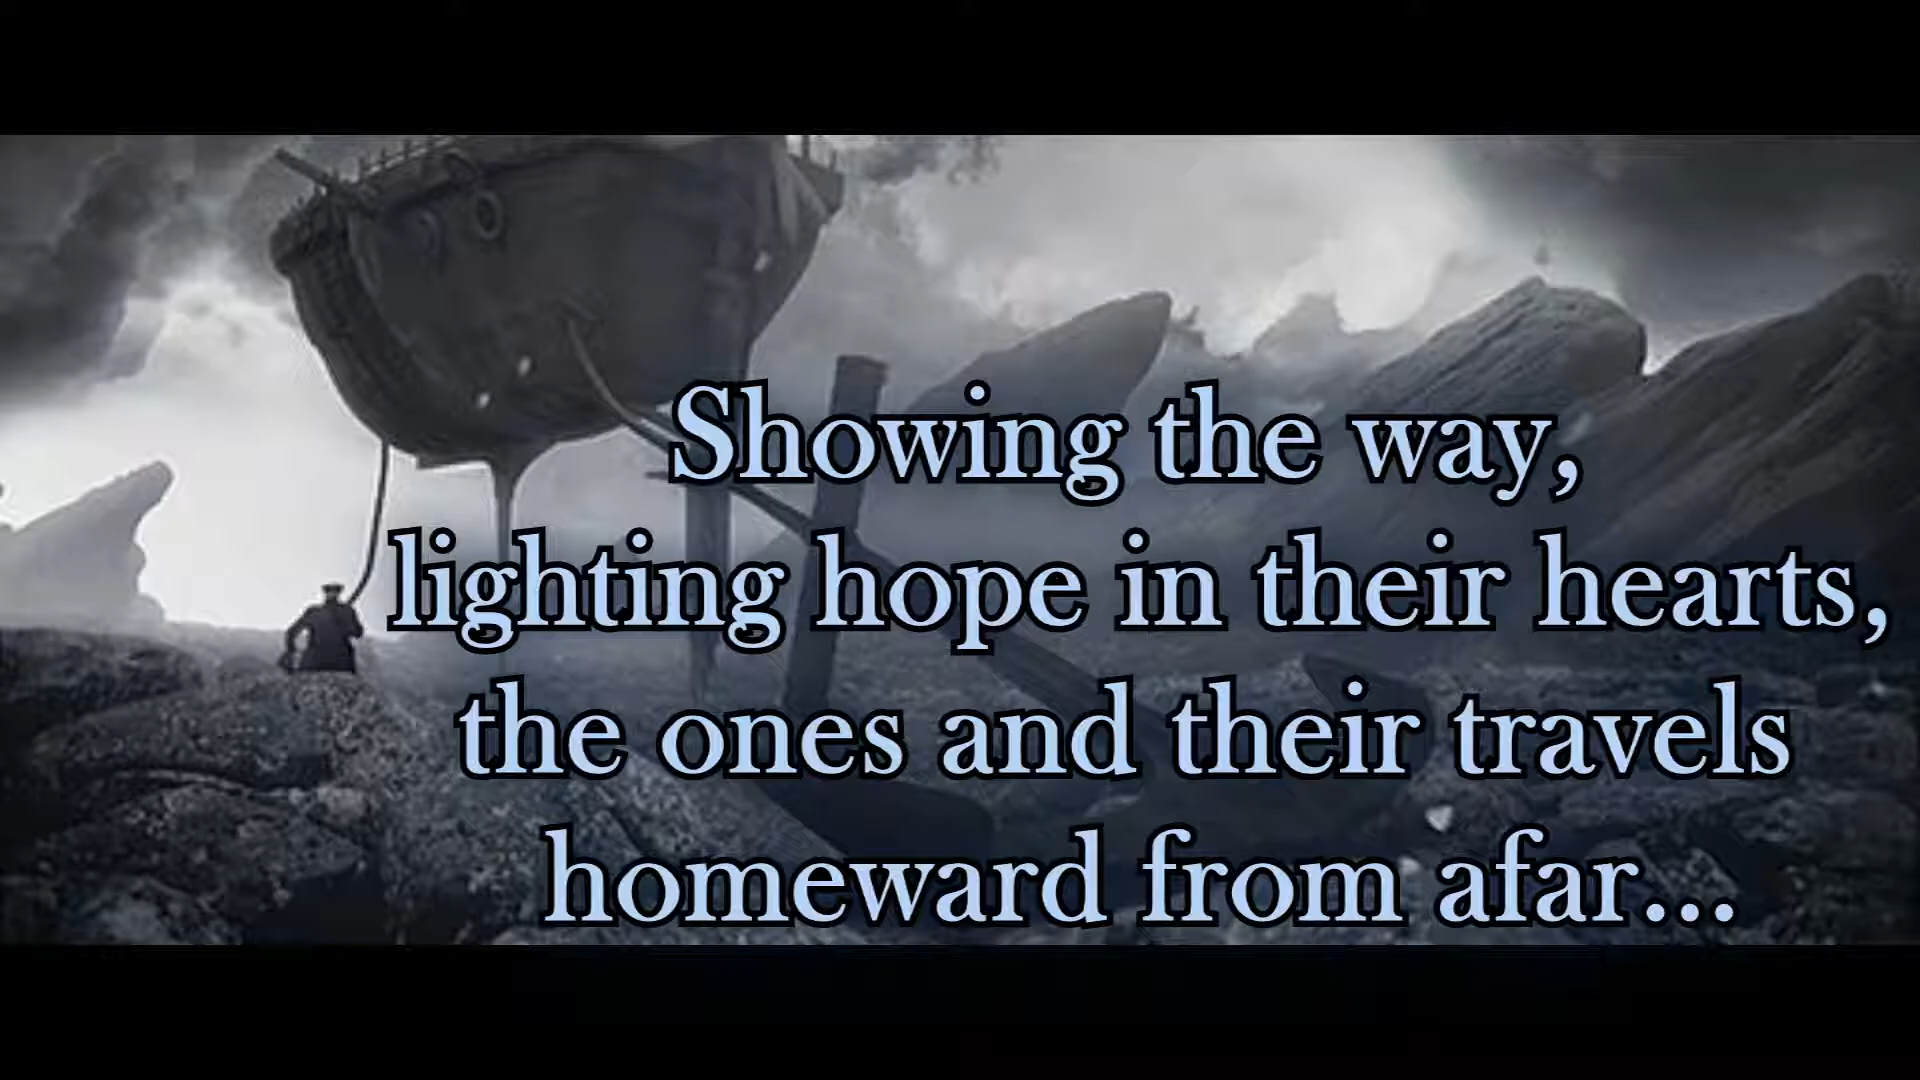 Showing the way,
lighting hope in their hearts,
the ones and their travels
homeward from afar...